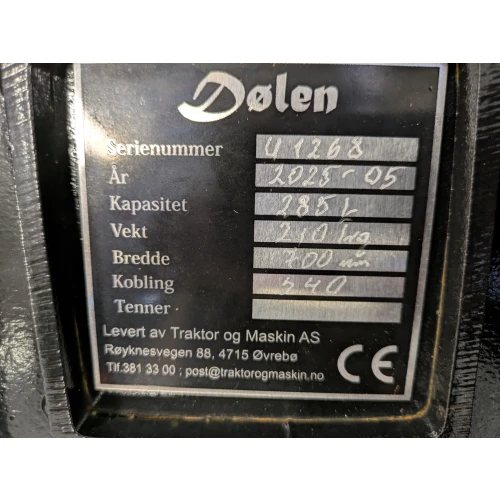 Dølen
Serienummer U1268
År 2023-05
Kapasitet 285 L
Vekt 210 kg
Bredde 700 mm
Kobling S40
Tenner
Levert av Traktor og Maskin AS
Røyknesvegen 88, 4715 Øvrebø
Tlf.381 33 00 ; post@traktorogmaskin.no
CE